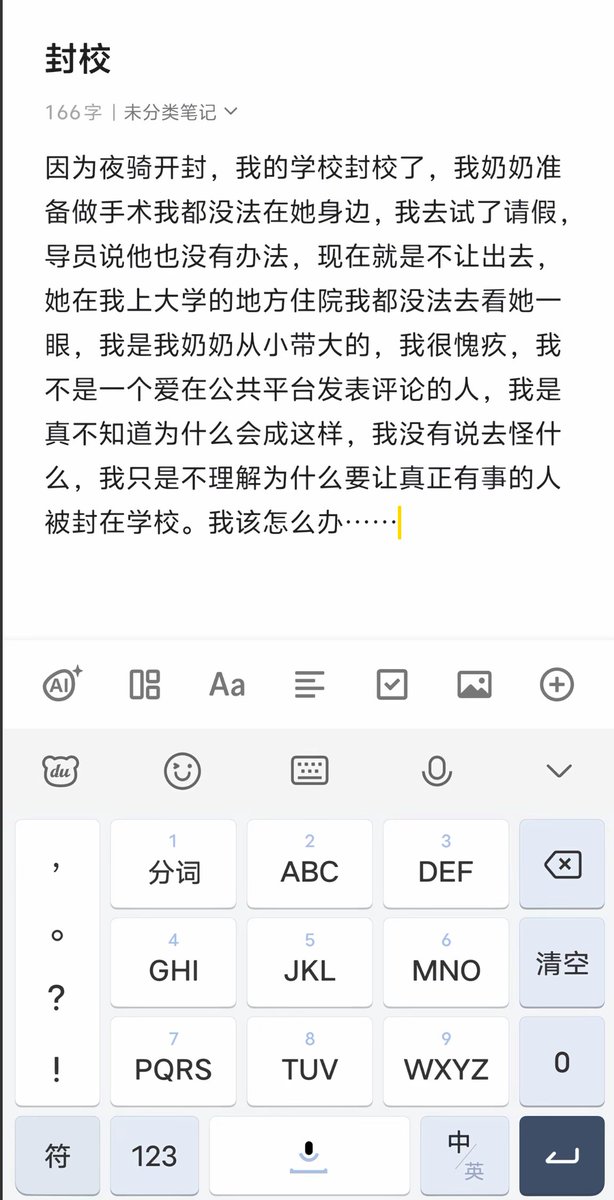 封校
166字 | 未分类笔记
因为夜骑开封，我的学校封校了，我奶奶准
备做手术我都没法在她身边，我去试了请假，
导员说他也没有办法，现在就是不让出去，
她在我上大学的地方住院我都没法去看她一
眼，我是我奶奶从小带大的，我很愧疚，我
不是一个爱在公共平台发表评论的人，我是
真不知道为什么会成这样，我没有说去怪什
么，我只是不理解为什么要让真正有事的人
被封在学校。我该怎么办……
AI Aa
du
， 1 分词 2 ABC 3 DEF
。 4 GHI 5 JKL 6 MNO 清空
？ 7 PQRS 8 TUV 9 WXYZ 0
！
符 123 中/英